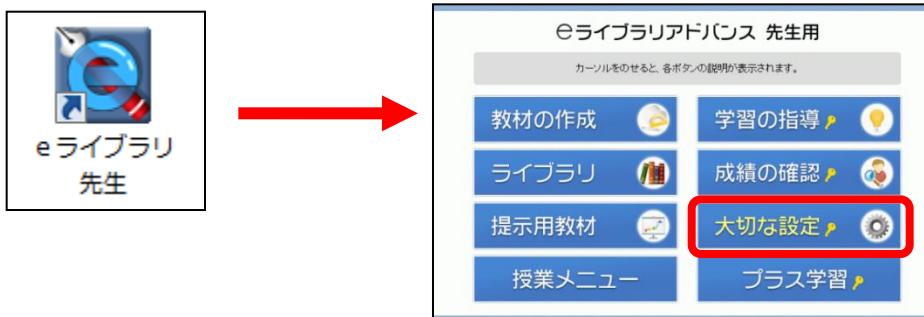 eライブラリ
先生
eライブラリアドバンス 先生用
カーソルをのせると、各ボタンの説明が表示されます。
教材の作成
学習の指導
ライブラリ
成績の確認
提示用教材
大切な設定
授業メニュー
プラス学習